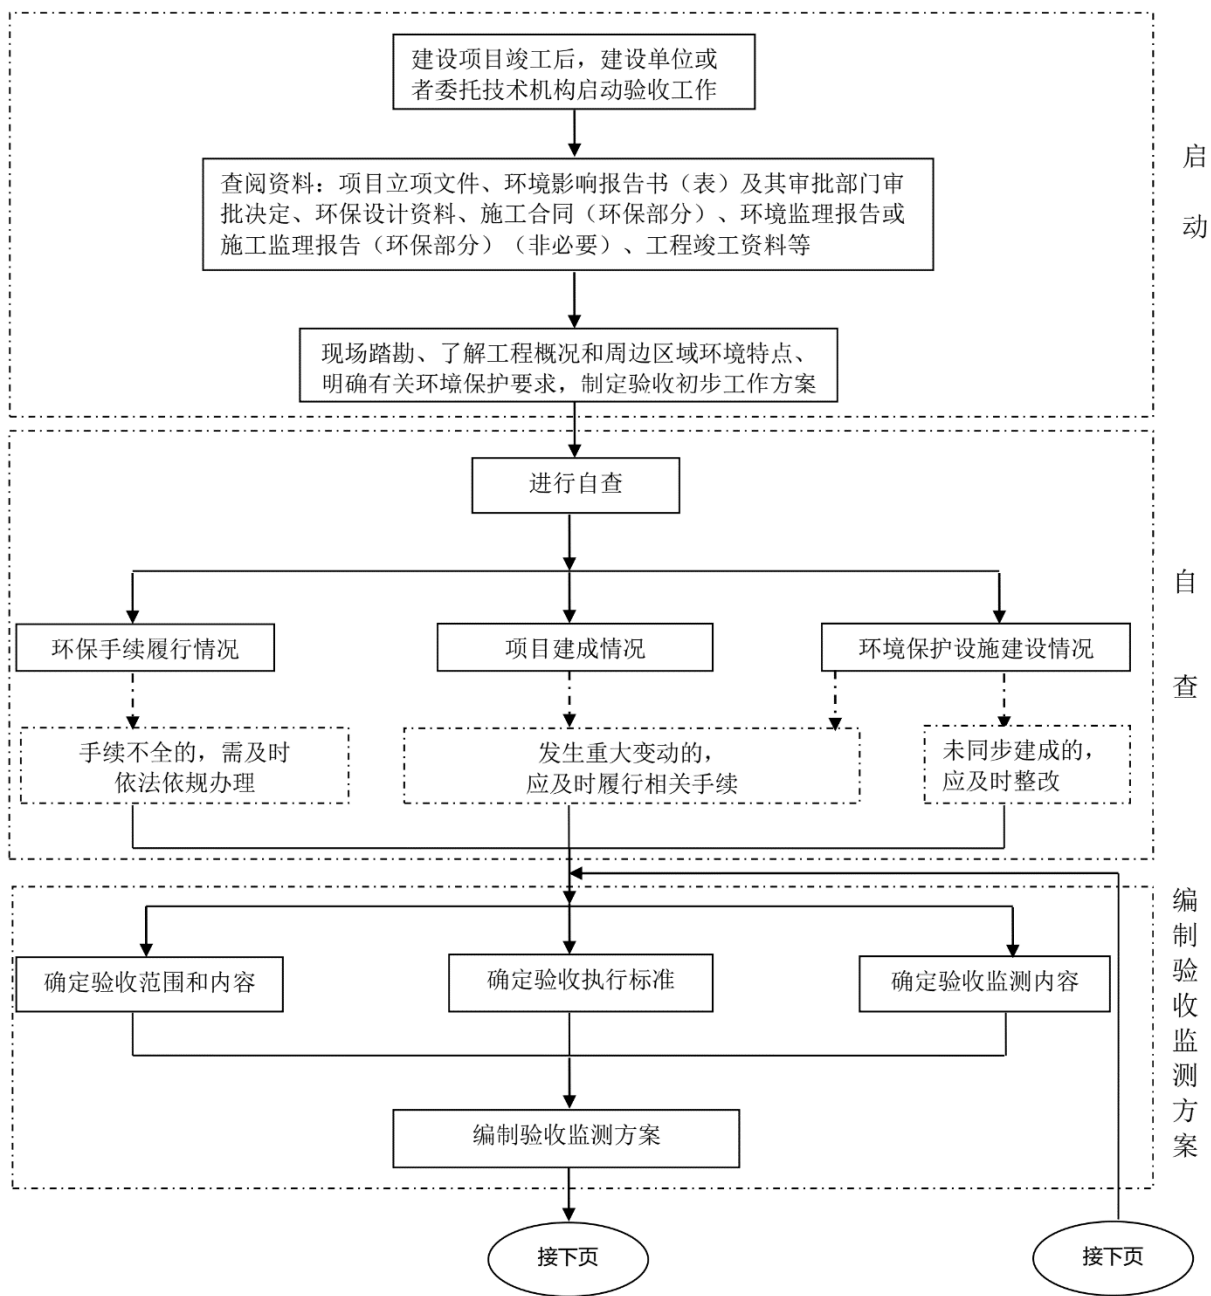 建设项目竣工后，建设单位或
者委托技术机构启动验收工作
查阅资料：项目立项文件、环境影响报告书（表）及其审批部门审
批决定、环保设计资料、施工合同（环保部分）、环境监理报告或
施工监理报告（环保部分）（非必要）、工程竣工资料等
现场踏勘、了解工程概况和周边区域环境特点、
明确有关环境保护要求，制定验收初步工作方案
启动
进行自查
环保手续履行情况
项目建成情况
环境保护设施建设情况
手续不全的，需及时
依法依规办理
发生重大变动的，
应及时履行相关手续
未同步建成的，
应及时整改
自查
确定验收范围和内容
确定验收执行标准
确定验收监测内容
编制验收监测方案
编制验收监测方案
接下页
接下页